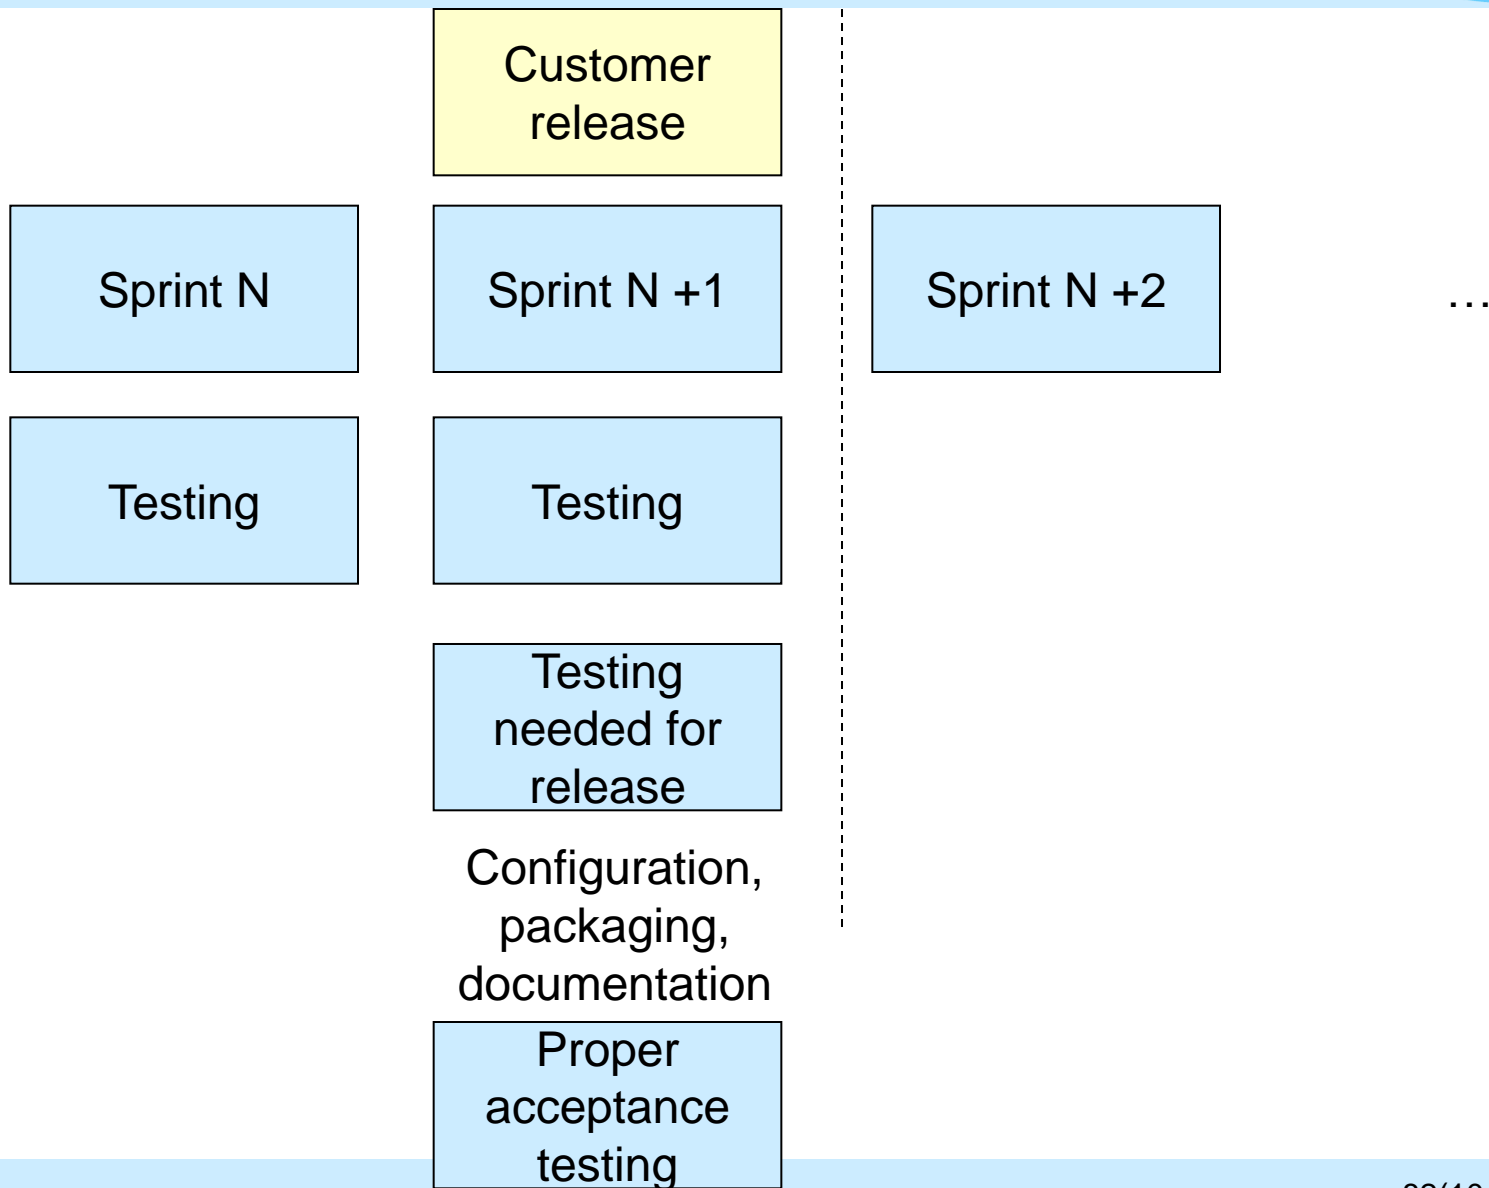 Customer
release
Sprint N
Sprint N +1
Sprint N +2
...
Testing
Testing
Testing
needed for
release
Configuration,
packaging,
documentation
Proper
acceptance
testing